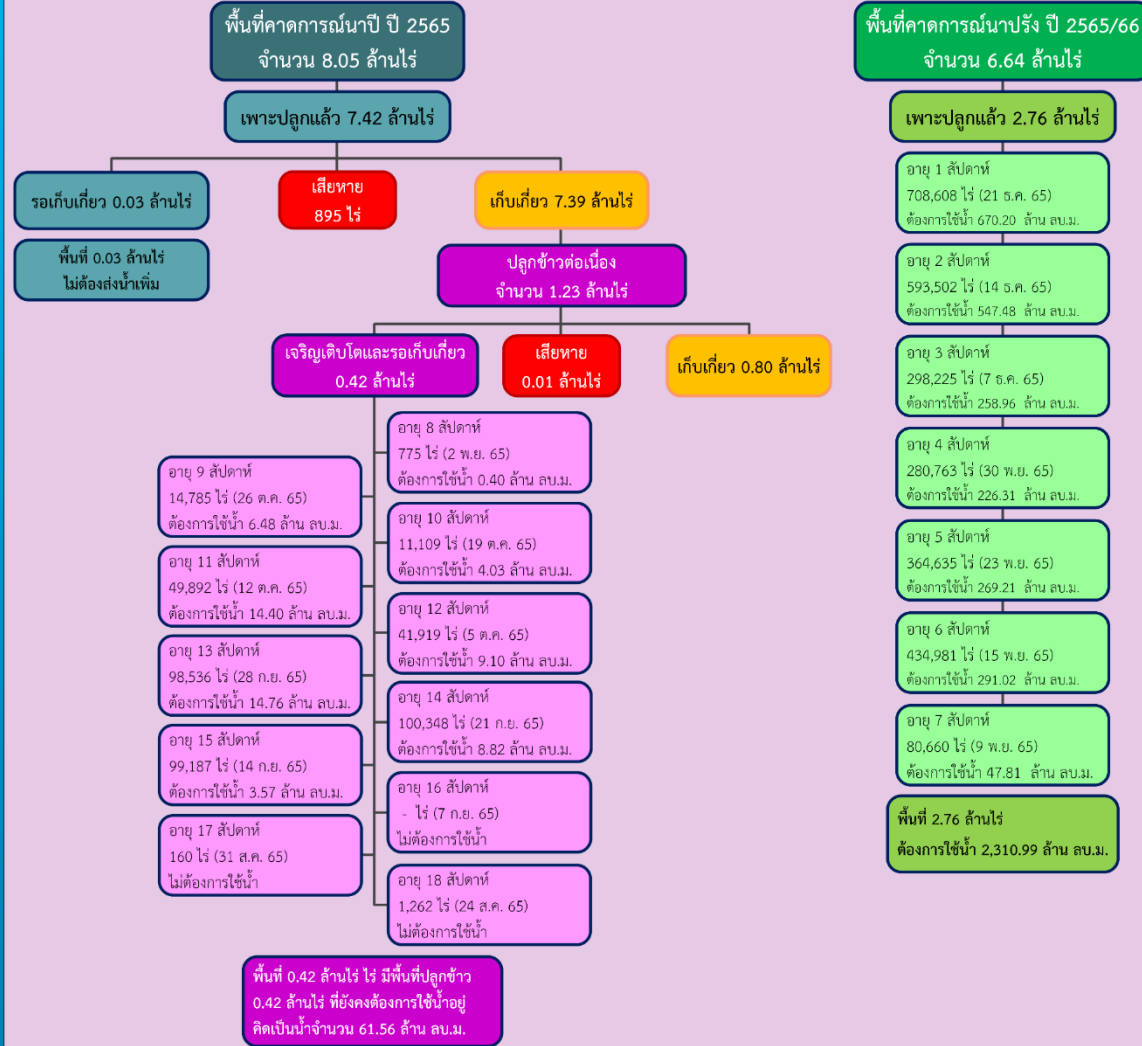 พื้นที่คาดการณ์นาปี ปี 2565
จำนวน 8.05 ล้านไร่
เพาะปลูกแล้ว 7.42 ล้านไร่
รอเก็บเกี่ยว 0.03 ล้านไร่
เสียหาย
895 ไร่
เก็บเกี่ยว 7.39 ล้านไร่
พื้นที่ 0.03 ล้านไร่
ไม่ต้องส่งน้ำเพิ่ม
ปลูกข้าวต่อเนื่อง
จำนวน 1.23 ล้านไร่
เจริญเติบโตและรอเก็บเกี่ยว
0.42 ล้านไร่
เสียหาย
0.01 ล้านไร่
เก็บเกี่ยว 0.80 ล้านไร่
อายุ 8 สัปดาห์
775 ไร่ (2 พ.ย. 65)
ต้องการใช้น้ำ 0.40 ล้าน ลบ.ม.
อายุ 9 สัปดาห์
14,785 ไร่ (26 ต.ค. 65)
ต้องการใช้น้ำ 6.48 ล้าน ลบ.ม.
อายุ 10 สัปดาห์
11,109 ไร่ (19 ต.ค. 65)
ต้องการใช้น้ำ 4.03 ล้าน ลบ.ม.
อายุ 11 สัปดาห์
49,892 ไร่ (12 ต.ค. 65)
ต้องการใช้น้ำ 14.40 ล้าน ลบ.ม.
อายุ 12 สัปดาห์
41,919 ไร่ (5 ต.ค. 65)
ต้องการใช้น้ำ 9.10 ล้าน ลบ.ม.
อายุ 13 สัปดาห์
98,536 ไร่ (28 ก.ย. 65)
ต้องการใช้น้ำ 14.76 ล้าน ลบ.ม.
อายุ 14 สัปดาห์
100,348 ไร่ (21 ก.ย. 65)
ต้องการใช้น้ำ 8.82 ล้าน ลบ.ม.
อายุ 15 สัปดาห์
99,187 ไร่ (14 ก.ย. 65)
ต้องการใช้น้ำ 3.57 ล้าน ลบ.ม.
อายุ 16 สัปดาห์
- ไร่ (7 ก.ย. 65)
ไม่ต้องการใช้น้ำ
อายุ 17 สัปดาห์
160 ไร่ (31 ส.ค. 65)
ไม่ต้องการใช้น้ำ
อายุ 18 สัปดาห์
1,262 ไร่ (24 ส.ค. 65)
ไม่ต้องการใช้น้ำ
พื้นที่ 0.42 ล้านไร่ ไร่ มีพื้นที่ปลูกข้าว
0.42 ล้านไร่ ที่ยังคงต้องการใช้น้ำอยู่
คิดเป็นน้ำจำนวน 61.56 ล้าน ลบ.ม.
พื้นที่คาดการณ์นาปรัง ปี 2565/66
จำนวน 6.64 ล้านไร่
เพาะปลูกแล้ว 2.76 ล้านไร่
อายุ 1 สัปดาห์
708,608 ไร่ (21 ธ.ค. 65)
ต้องการใช้น้ำ 670.20 ล้าน ลบ.ม.
อายุ 2 สัปดาห์
593,502 ไร่ (14 ธ.ค. 65)
ต้องการใช้น้ำ 547.48 ล้าน ลบ.ม.
อายุ 3 สัปดาห์
298,225 ไร่ (7 ธ.ค. 65)
ต้องการใช้น้ำ 258.96 ล้าน ลบ.ม.
อายุ 4 สัปดาห์
280,763 ไร่ (30 พ.ย. 65)
ต้องการใช้น้ำ 226.31 ล้าน ลบ.ม.
อายุ 5 สัปดาห์
364,635 ไร่ (23 พ.ย. 65)
ต้องการใช้น้ำ 269.21 ล้าน ลบ.ม.
อายุ 6 สัปดาห์
434,981 ไร่ (15 พ.ย. 65)
ต้องการใช้น้ำ 291.02 ล้าน ลบ.ม.
อายุ 7 สัปดาห์
80,660 ไร่ (9 พ.ย. 65)
ต้องการใช้น้ำ 47.81 ล้าน ลบ.ม.
พื้นที่ 2.76 ล้านไร่
ต้องการใช้น้ำ 2,310.99 ล้าน ลบ.ม.